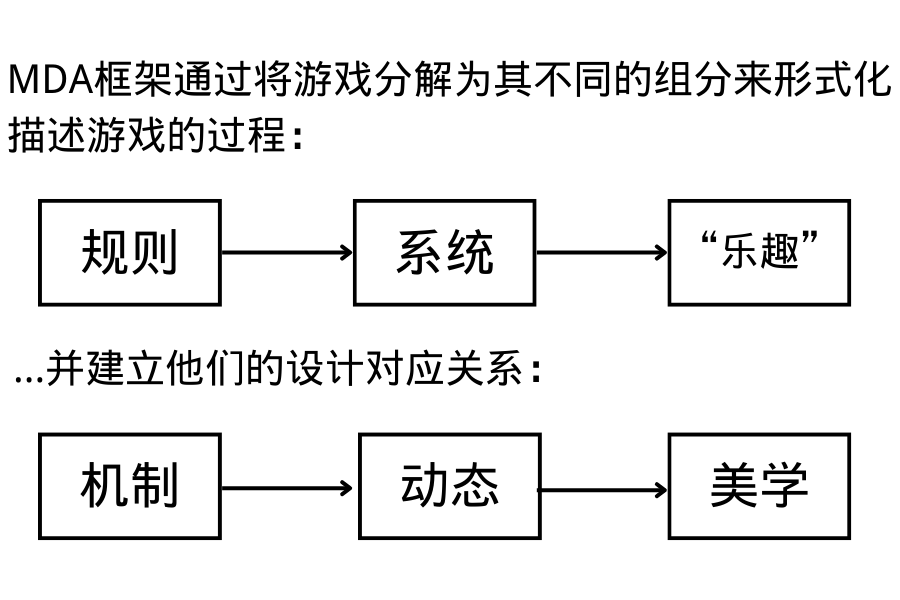 MDA框架通过将游戏分解为其不同的组分来形式化
描述游戏的过程：
规则
系统
“乐趣”
...并建立他们的设计对应关系：
机制
动态
美学